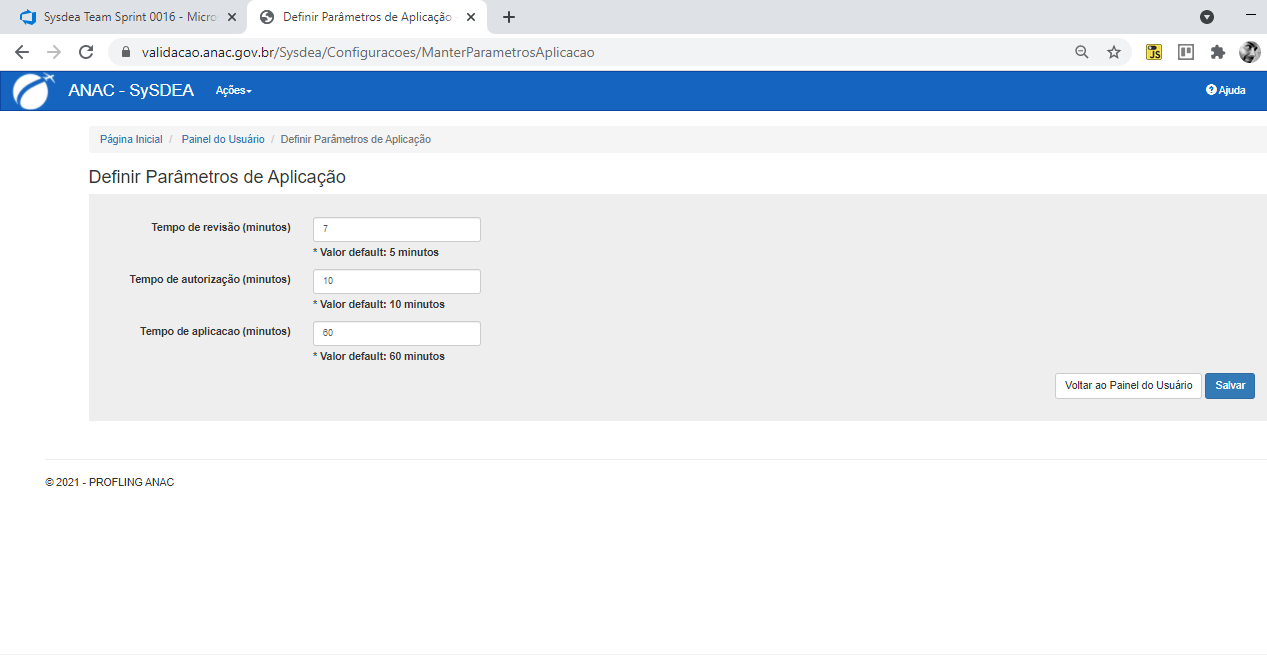 Sysdea Team Sprint 0016 - Micro
Definir Parâmetros de Aplicação
validacao.anac.gov.br/Sysdea/Configuracoes/ManterParametrosAplicacao
JS
ANAC - SySDEA
Ações
Ajuda
Página Inicial / Painel do Usuário / Definir Parâmetros de Aplicação
Definir Parâmetros de Aplicação
Tempo de revisão (minutos) 7
* Valor default: 5 minutos
Tempo de autorização (minutos) 10
* Valor default: 10 minutos
Tempo de aplicacao (minutos) 60
* Valor default: 60 minutos
Voltar ao Painel do Usuário Salvar
© 2021 - PROFLING ANAC